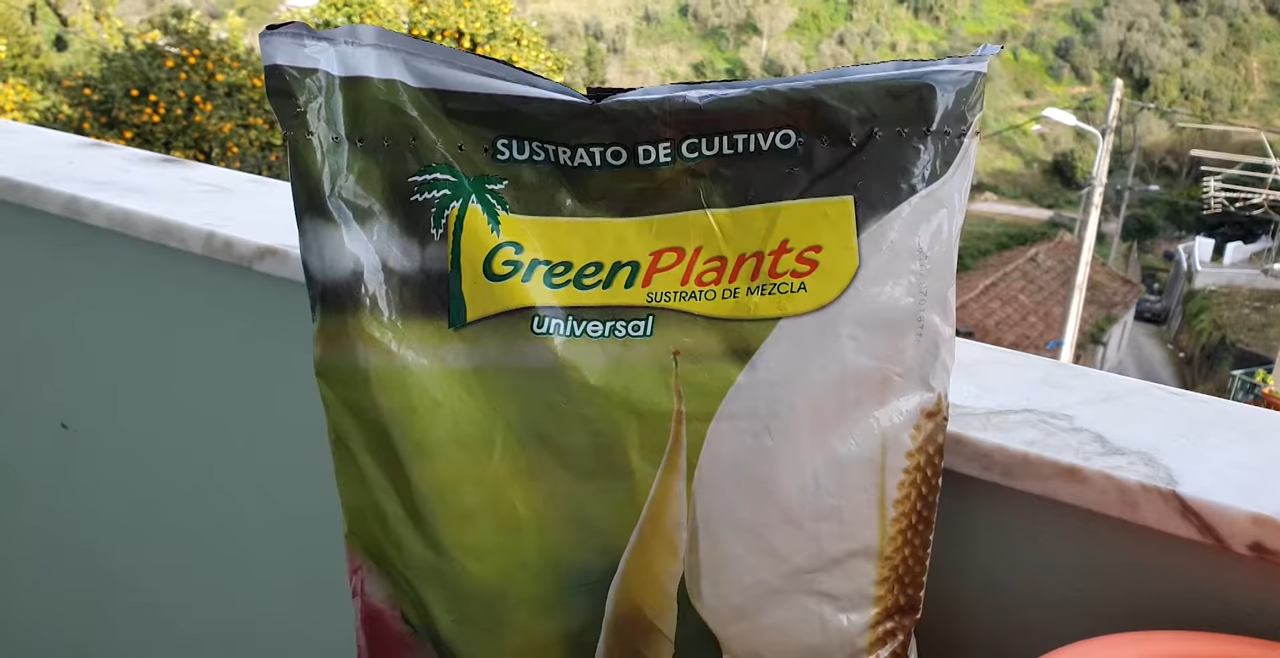 SUSTRATO DE CULTIVO
GreenPlants
SUSTRATO DE MEZCLA
universal